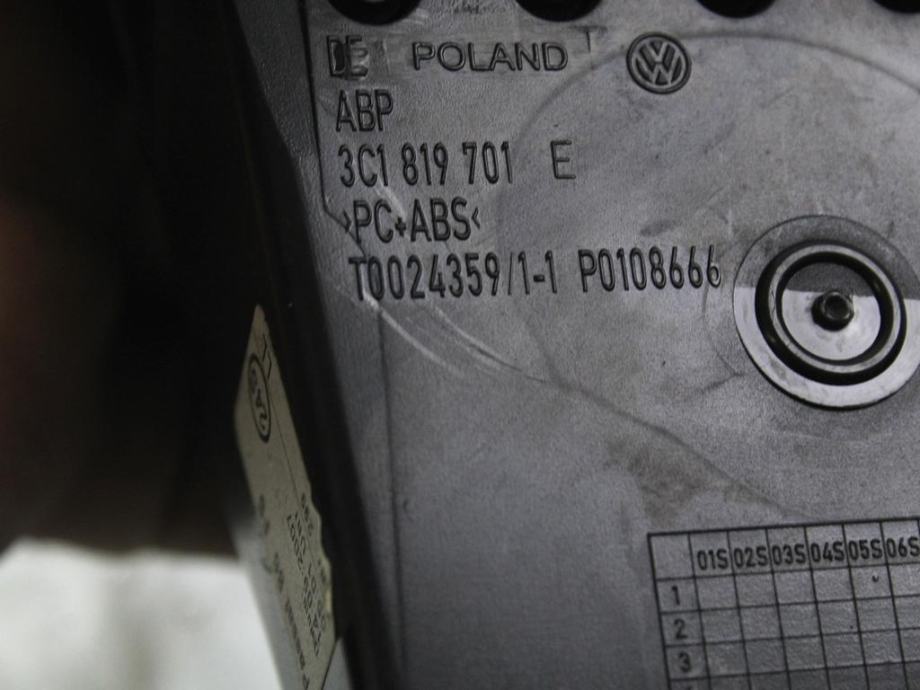 POLAND
ABP
3C1 819 701 E
>PC+ABS<
T0024359/1-1 P0108666
01S 02S 03S 04S 05S 06S
1
2
3